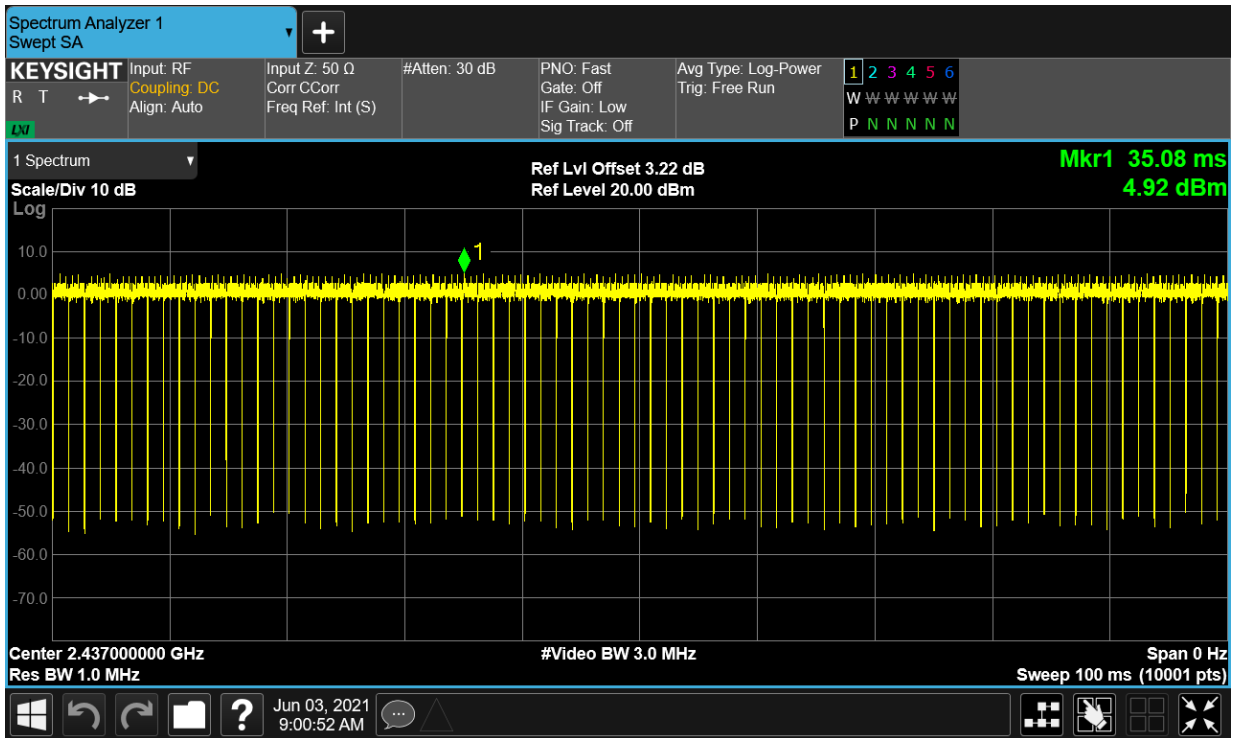 Spectrum Analyzer 1
Swept SA
KEYSIGHT
R T
LXI
Input: RF
Coupling: DC
Align: Auto
Input Z: 50 Ω
Corr CCorr
Freq Ref: Int (S)
#Atten: 30 dB
PNO: Fast
Gate: Off
IF Gain: Low
Sig Track: Off
Avg Type: Log-Power
Trig: Free Run
1 2 3 4 5 6
W W W W W W
P N N N N N
1 Spectrum
Scale/Div 10 dB
Log
Ref Lvl Offset 3.22 dB
Ref Level 20.00 dBm
Mkr1 35.08 ms
4.92 dBm
1
10.0
0.00
-10.0
-20.0
-30.0
-40.0
-50.0
-60.0
-70.0
Center 2.437000000 GHz
Res BW 1.0 MHz
#Video BW 3.0 MHz
Span 0 Hz
Sweep 100 ms (10001 pts)
?
Jun 03, 2021
9:00:52 AM